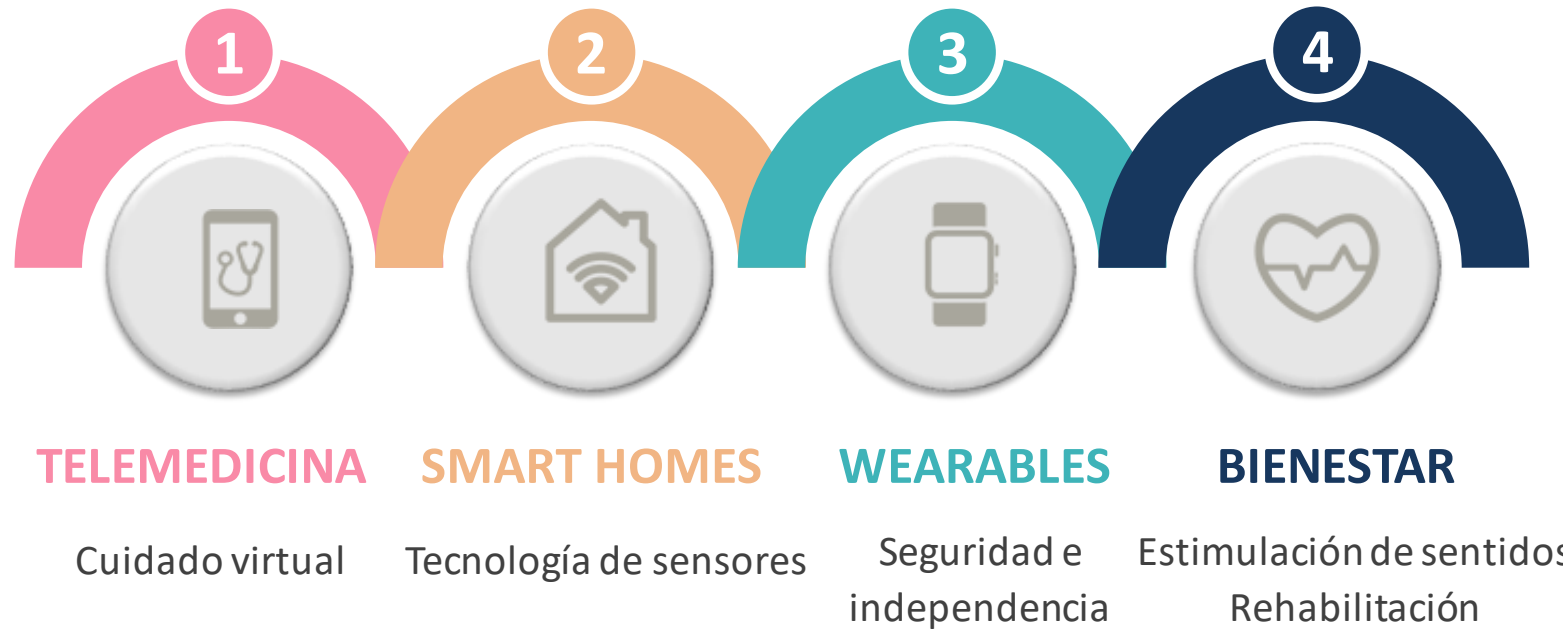 1
2
3
4
TELEMEDICINA
SMART HOMES
WEARABLES
BIENESTAR
Cuidado virtual
Tecnología de sensores
Seguridad e
independencia
Estimulación de sentidos
Rehabilitación